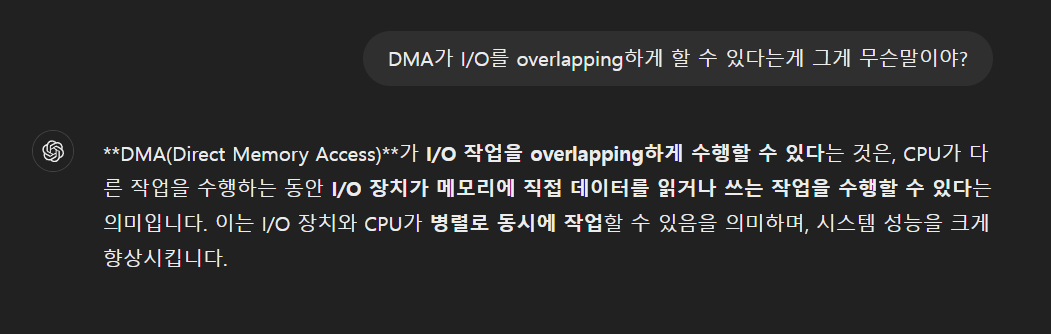 DMA가 I/O를 overlapping하게 할 수 있다는게 그게 무슨말이야?
**DMA(Direct Memory Access)**가 I/O 작업을 overlapping하게 수행할 수 있다는 것은, CPU가 다
른 작업을 수행하는 동안 I/O 장치가 메모리에 직접 데이터를 읽거나 쓰는 작업을 수행할 수 있다는
의미입니다. 이는 I/O 장치와 CPU가 병렬로 동시에 작업할 수 있음을 의미하며, 시스템 성능을 크게
향상시킵니다.